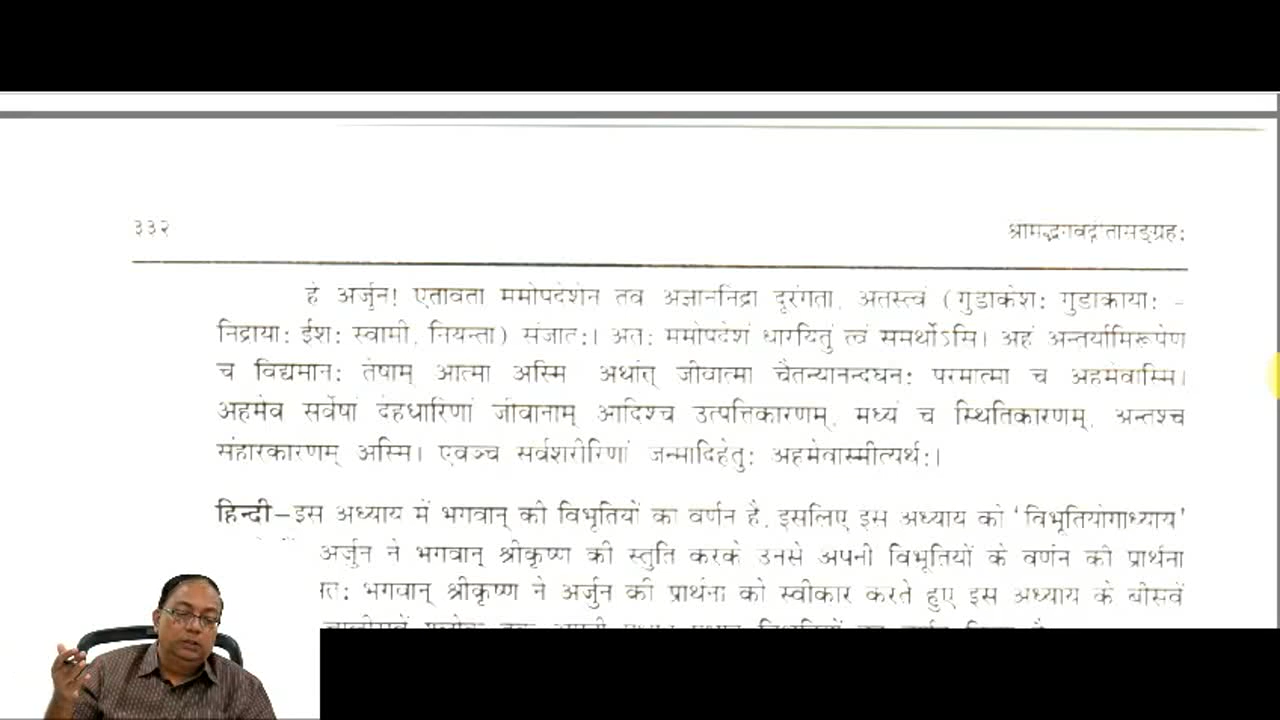 ३३२
श्रीमद्भगवद्गीतासङ्ग्रहः
हे अर्जुन! एतावता ममोपदेशेन तव अज्ञाननिद्रा दूरंगता, अतस्त्वं (गुडाकेशः गुडाकायाः -
निद्रायाः ईशः स्वामी, नियन्ता) संजातः। अतः ममोपदेशं धारयितुं त्वं समर्थोऽसि। अहं अन्तर्यामिरूपेण
च विद्यमानः तेषाम् आत्मा अस्मि अर्थात् जीवात्मा चैतन्यानन्दघनः परमात्मा च अहमेवास्मि।
अहमेव सर्वेषां देहधारिणां जीवानाम् आदिश्च उत्पत्तिकारणम्, मध्यं च स्थितिकारणम्, अन्तश्च
संहारकारणम् अस्मि। एवञ्च सर्वशरीरिणां जन्मादिहेतुः अहमेवास्मीत्यर्थः।
हिन्दी–इस अध्याय में भगवान् की विभूतियों का वर्णन है, इसलिए इस अध्याय को 'विभूतियोगाध्याय'
अर्जुन ने भगवान् श्रीकृष्ण की स्तुति करके उनसे अपनी विभूतियों के वर्णन की प्रार्थना
भगवान् श्रीकृष्ण ने अर्जुन की प्रार्थना को स्वीकार करते हुए इस अध्याय के बीसवें